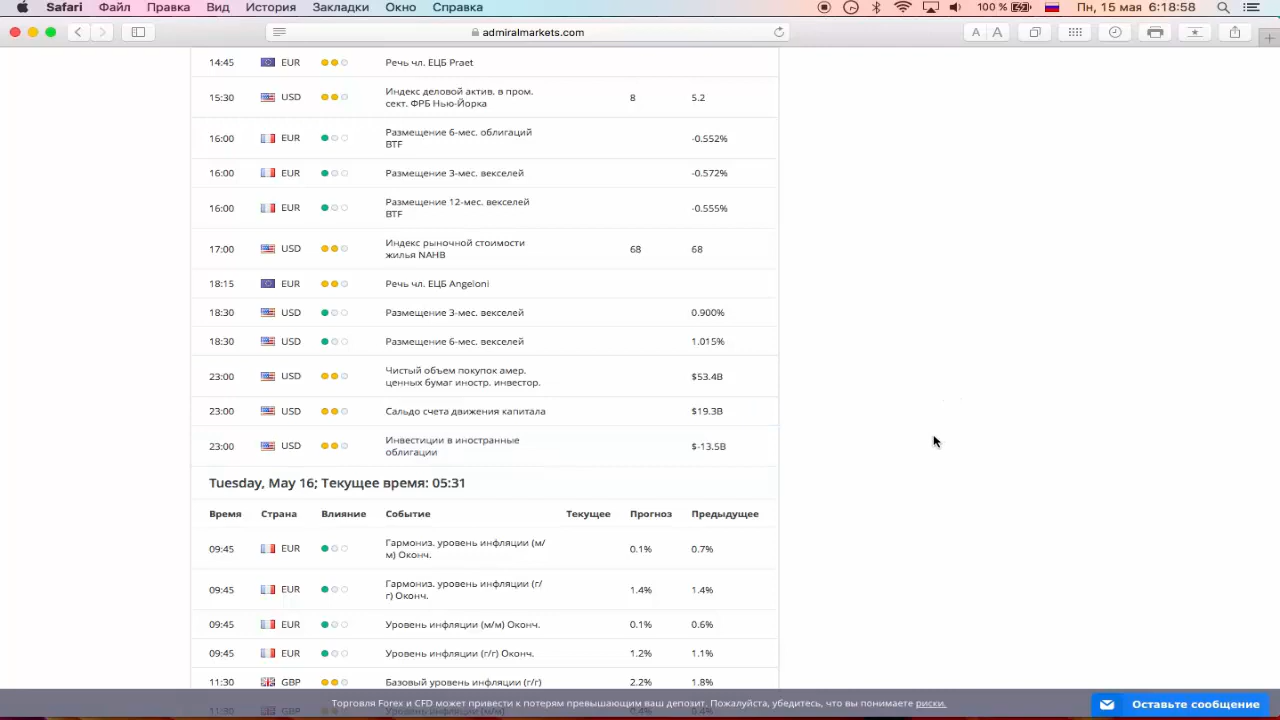 Safari Файл Правка Вид История Закладки Окно Справка 100 % Пн, 15 мая 6:18:58
admiralmarkets.com A A
14:45 EUR Речь чл. ЕЦБ Praet
15:30 USD Индекс деловой актив. в пром. 8 5.2
сект. ФРБ Нью-Йорка
16:00 EUR Размещение 6-мес. облигаций -0.552%
BTF
16:00 EUR Размещение 3-мес. векселей -0.572%
16:00 EUR Размещение 12-мес. векселей -0.555%
BTF
17:00 USD Индекс рыночной стоимости 68 68
жилья NAHB
18:15 EUR Речь чл. ЕЦБ Angeloni
18:30 USD Размещение 3-мес. векселей 0.900%
18:30 USD Размещение 6-мес. векселей 1.015%
23:00 USD Чистый объем покупок амер. $53.4B
ценных бумаг иностр. инвестор.
23:00 USD Сальдо счета движения капитала $19.3B
23:00 USD Инвестиции в иностранные $-13.5B
облигации
Tuesday, May 16; Текущее время: 05:31
Время Страна Влияние Событие Текущее Прогноз Предыдущее
09:45 EUR Гармониз. уровень инфляции (м/ 0.1% 0.7%
м) Оконч.
09:45 EUR Гармониз. уровень инфляции (г/ 1.4% 1.4%
г) Оконч.
09:45 EUR Уровень инфляции (м/м) Оконч. 0.1% 0.6%
09:45 EUR Уровень инфляции (г/г) Оконч. 1.2% 1.1%
11:30 GBP Базовый уровень инфляции (г/г) 2.2% 1.8%
Торговля Forex и CFD может привести к потерям превышающим ваш депозит. Пожалуйста, убедитесь, что вы понимаете риски.
Оставьте сообщение